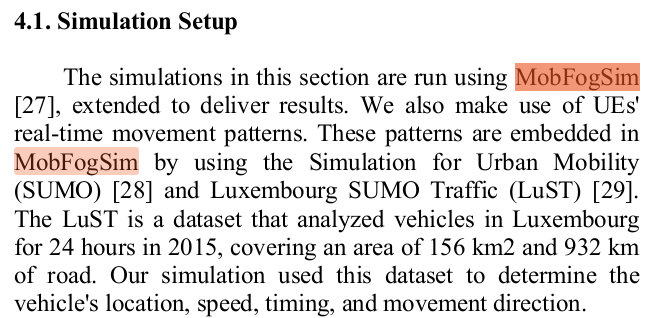 4.1. Simulation Setup
The simulations in this section are run using MobFogSim
[27], extended to deliver results. We also make use of UEs'
real-time movement patterns. These patterns are embedded in
MobFogSim by using the Simulation for Urban Mobility
(SUMO) [28] and Luxembourg SUMO Traffic (LuST) [29].
The LuST is a dataset that analyzed vehicles in Luxembourg
for 24 hours in 2015, covering an area of 156 km2 and 932 km
of road. Our simulation used this dataset to determine the
vehicle's location, speed, timing, and movement direction.